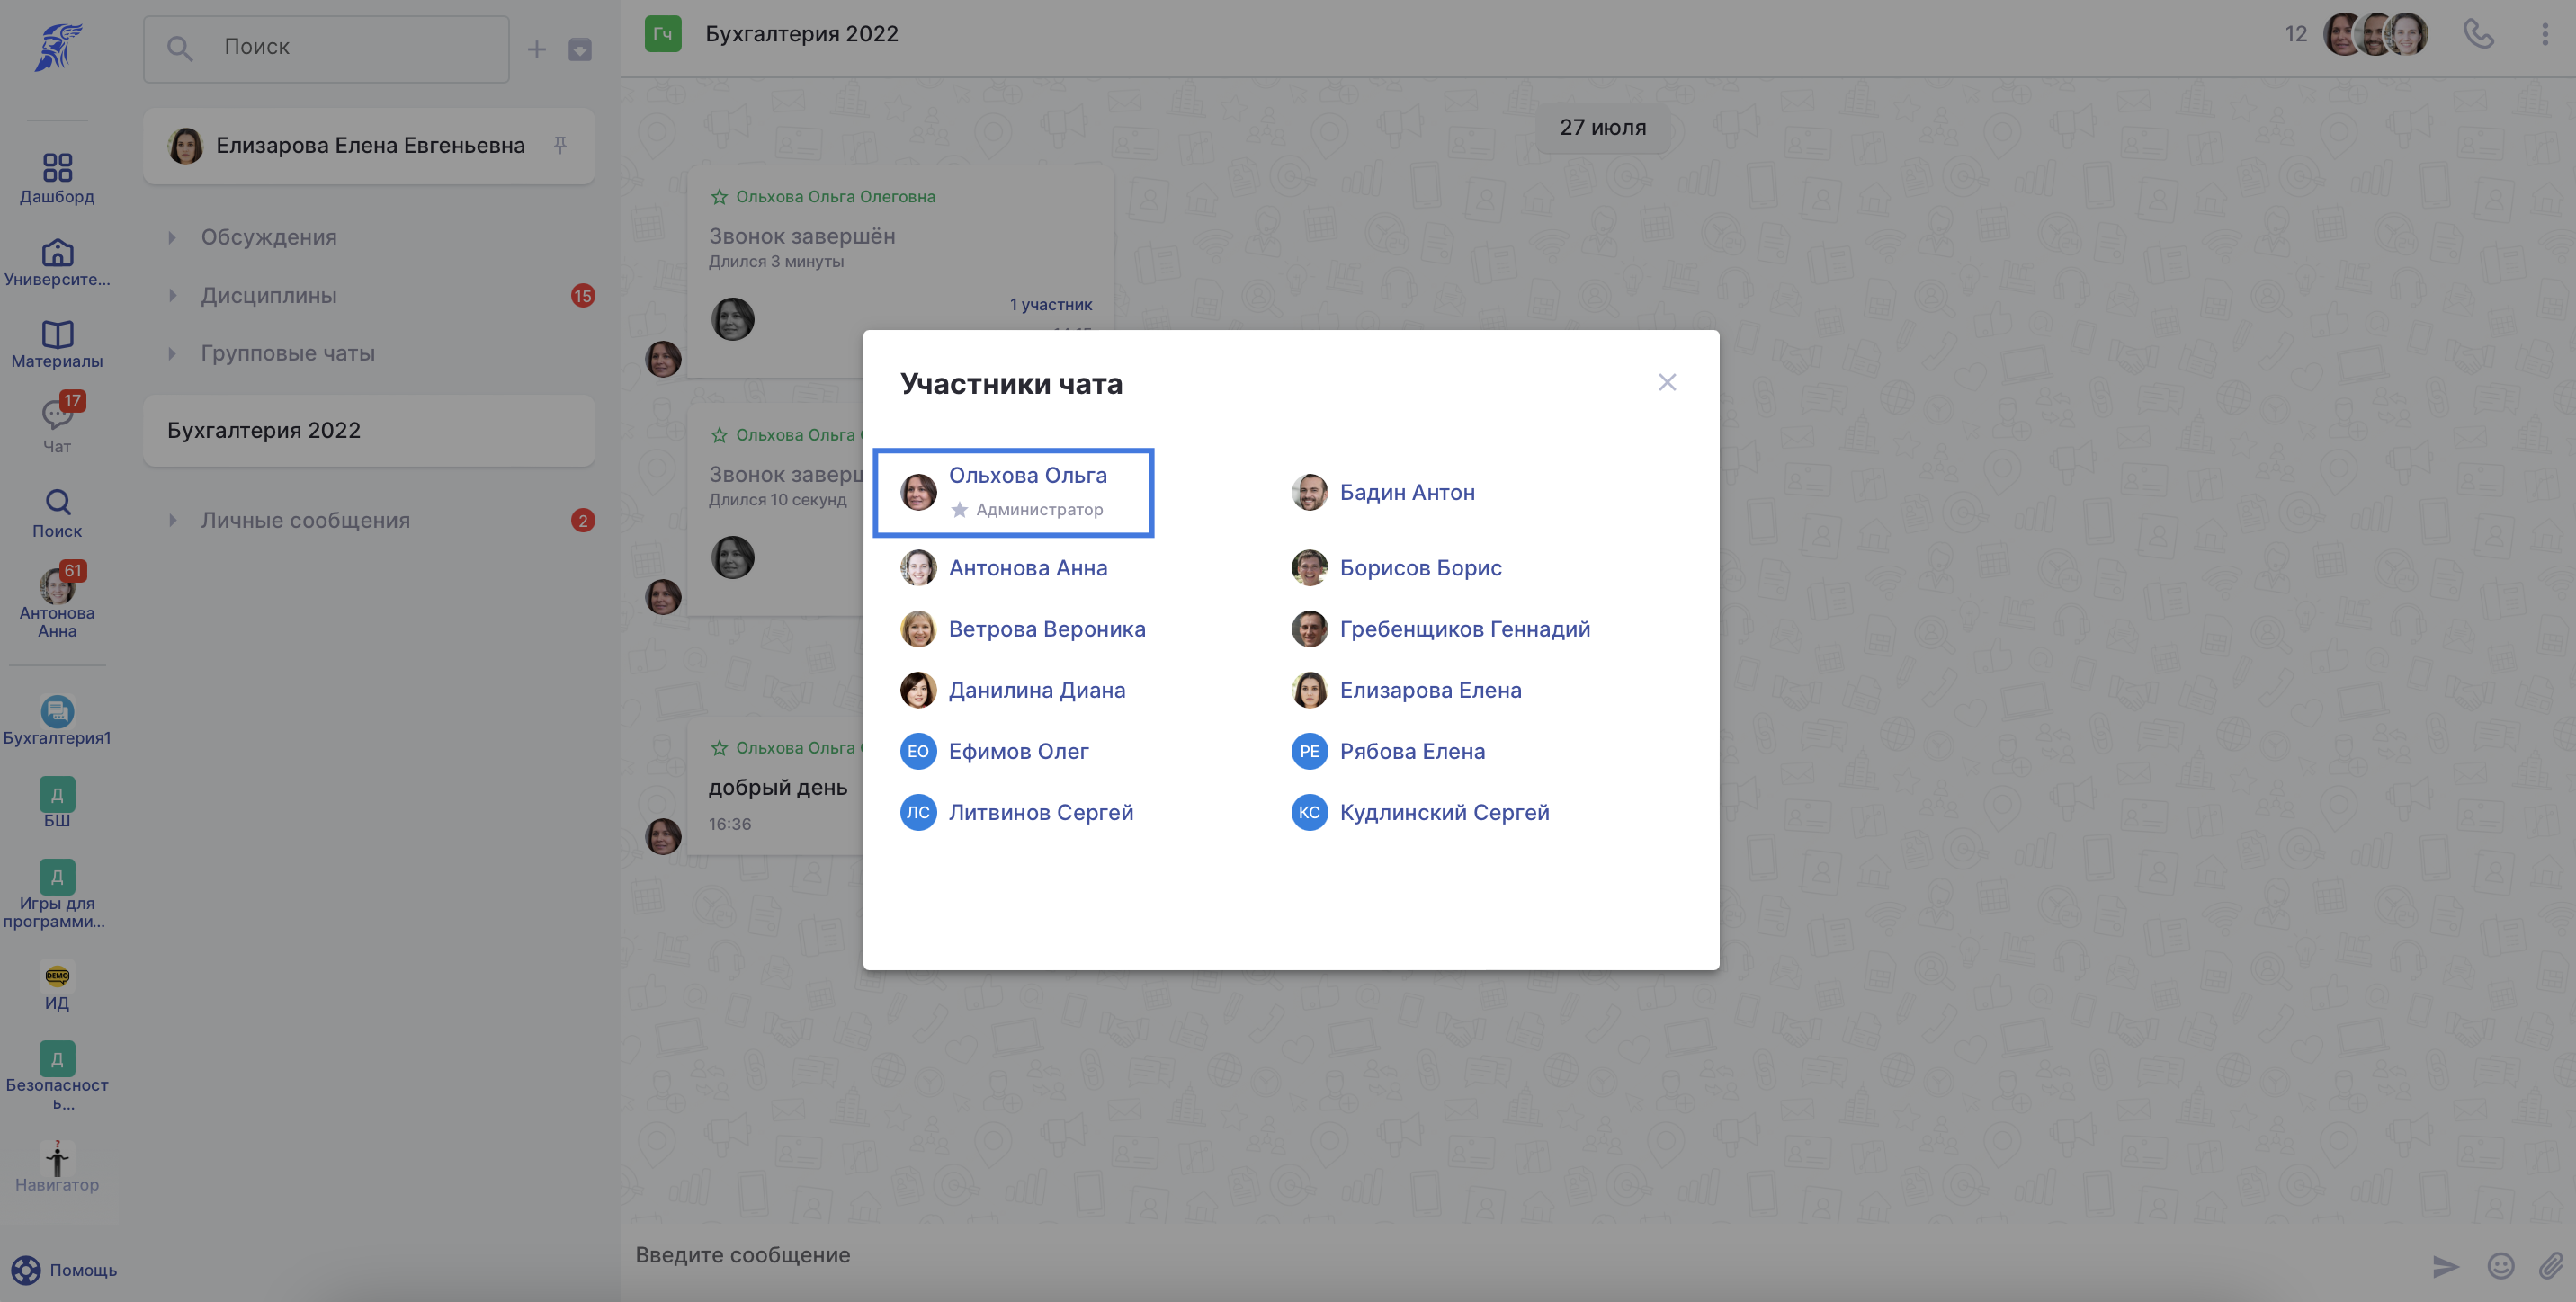 Поиск
Дашборд
Университе...
Материалы
17
Чат
Поиск
61
Антонова
Анна
Бухгалтерия1
Д
БШ
Д
Игры для
программи...
DEMO
ИД
Д
Безопасност
ь...
?
Навигатор
Помощь
Елизарова Елена Евгеньевна
Обсуждения
Дисциплины
15
Групповые чаты
Бухгалтерия 2022
Личные сообщения
2
Гч
Бухгалтерия 2022
12
27 июля
Ольхова Ольга Олеговна
Звонок завершён
Длился 3 минуты
1 участник
Ольхова Ольга
Звонок заверш
Длился 10 секунд
Ольхова Ольга
добрый день
16:36
Участники чата
Ольхова Ольга
Администратор
Бадин Антон
Антонова Анна
Борисов Борис
Ветрова Вероника
Гребенщиков Геннадий
Данилина Диана
Елизарова Елена
ЕО
Ефимов Олег
РЕ
Рябова Елена
ЛС
Литвинов Сергей
КС
Кудлинский Сергей
Введите сообщение